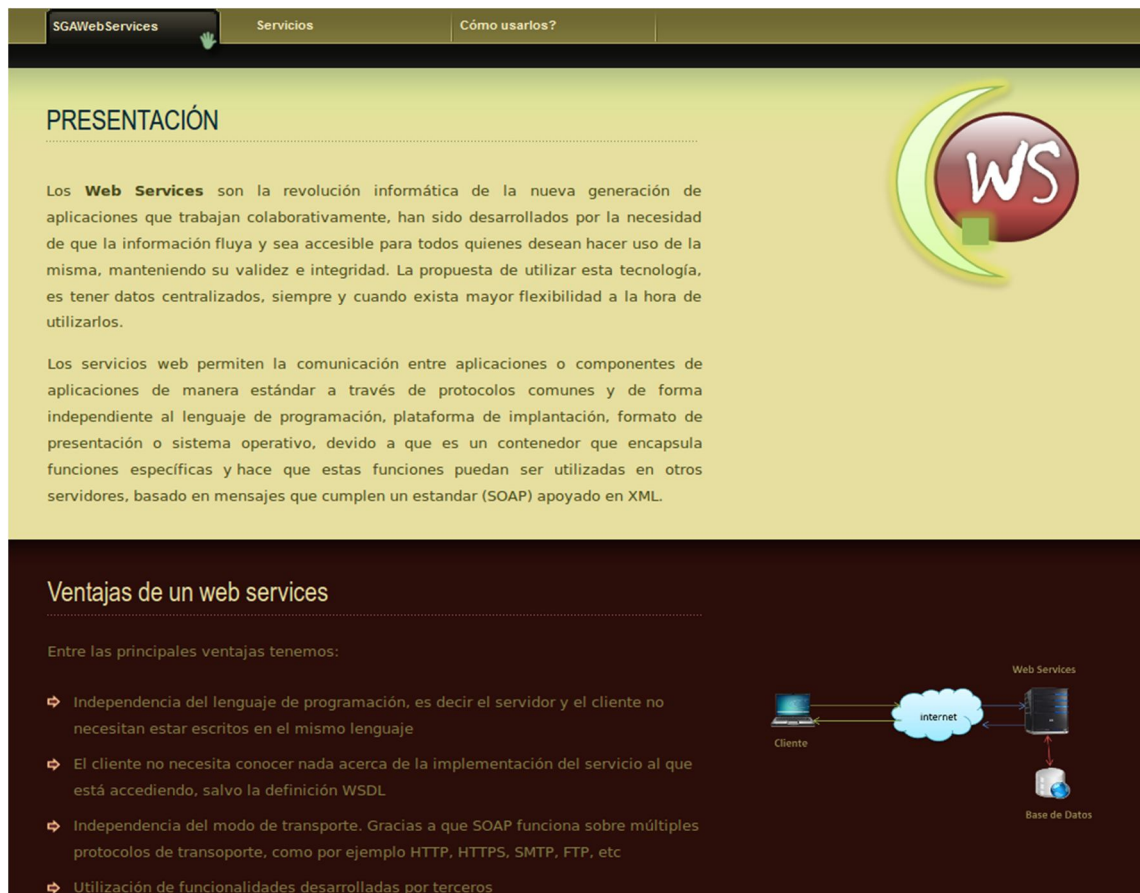 SGAWebServices
Servicios
Cómo usarlos?
PRESENTACIÓN
WS
Los Web Services son la revolución informática de la nueva generación de
aplicaciones que trabajan colaborativamente, han sido desarrollados por la necesidad
de que la información fluya y sea accesible para todos quienes desean hacer uso de la
misma, manteniendo su validez e integridad. La propuesta de utilizar esta tecnología,
es tener datos centralizados, siempre y cuando exista mayor flexibilidad a la hora de
utilizarlos.
Los servicios web permiten la comunicación entre aplicaciones o componentes de
aplicaciones de manera estándar a través de protocolos comunes y de forma
independiente al lenguaje de programación, plataforma de implantación, formato de
presentación o sistema operativo, devido a que es un contenedor que encapsula
funciones específicas y hace que estas funciones puedan ser utilizadas en otros
servidores, basado en mensajes que cumplen un estandar (SOAP) apoyado en XML.
Ventajas de un web services
Entre las principales ventajas tenemos:
Independencia del lenguaje de programación, es decir el servidor y el cliente no
necesitan estar escritos en el mismo lenguaje
El cliente no necesita conocer nada acerca de la implementación del servicio al que
está accediendo, salvo la definición WSDL
Independencia del modo de transporte. Gracias a que SOAP funciona sobre múltiples
protocolos de transoporte, como por ejemplo HTTP, HTTPS, SMTP, FTP, etc
Utilización de funcionalidades desarrolladas por terceros
Web Services
internet
Cliente
Base de Datos